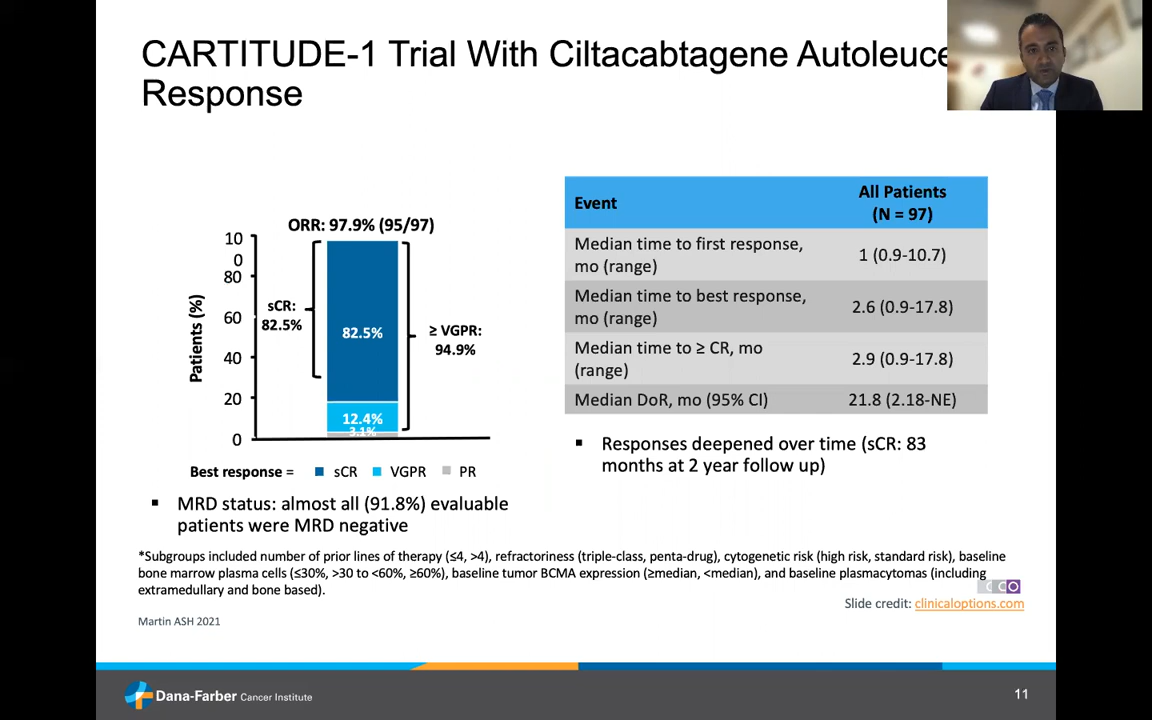 CARTITUDE-1 Trial With Ciltacabtagene Autoleuce
Response
ORR: 97.9% (95/97)
Patients (%)
10
0
80
60
40
20
0
sCR:
82.5%
82.5%
12.4%
3.1%
≥ VGPR:
94.9%
Best response = sCR VGPR PR
▪ MRD status: almost all (91.8%) evaluable
patients were MRD negative
Event All Patients
(N = 97)
Median time to first response,
mo (range) 1 (0.9-10.7)
Median time to best response,
mo (range) 2.6 (0.9-17.8)
Median time to ≥ CR, mo
(range) 2.9 (0.9-17.8)
Median DoR, mo (95% CI) 21.8 (2.18-NE)
▪ Responses deepened over time (sCR: 83
months at 2 year follow up)
*Subgroups included number of prior lines of therapy (≤4, >4), refractoriness (triple-class, penta-drug), cytogenetic risk (high risk, standard risk), baseline
bone marrow plasma cells (≤30%, >30 to <60%, ≥60%), baseline tumor BCMA expression (≥median, <median), and baseline plasmacytomas (including
extramedullary and bone based).
CCO
Slide credit: clinicaloptions.com
Martin ASH 2021
Dana-Farber Cancer Institute
11